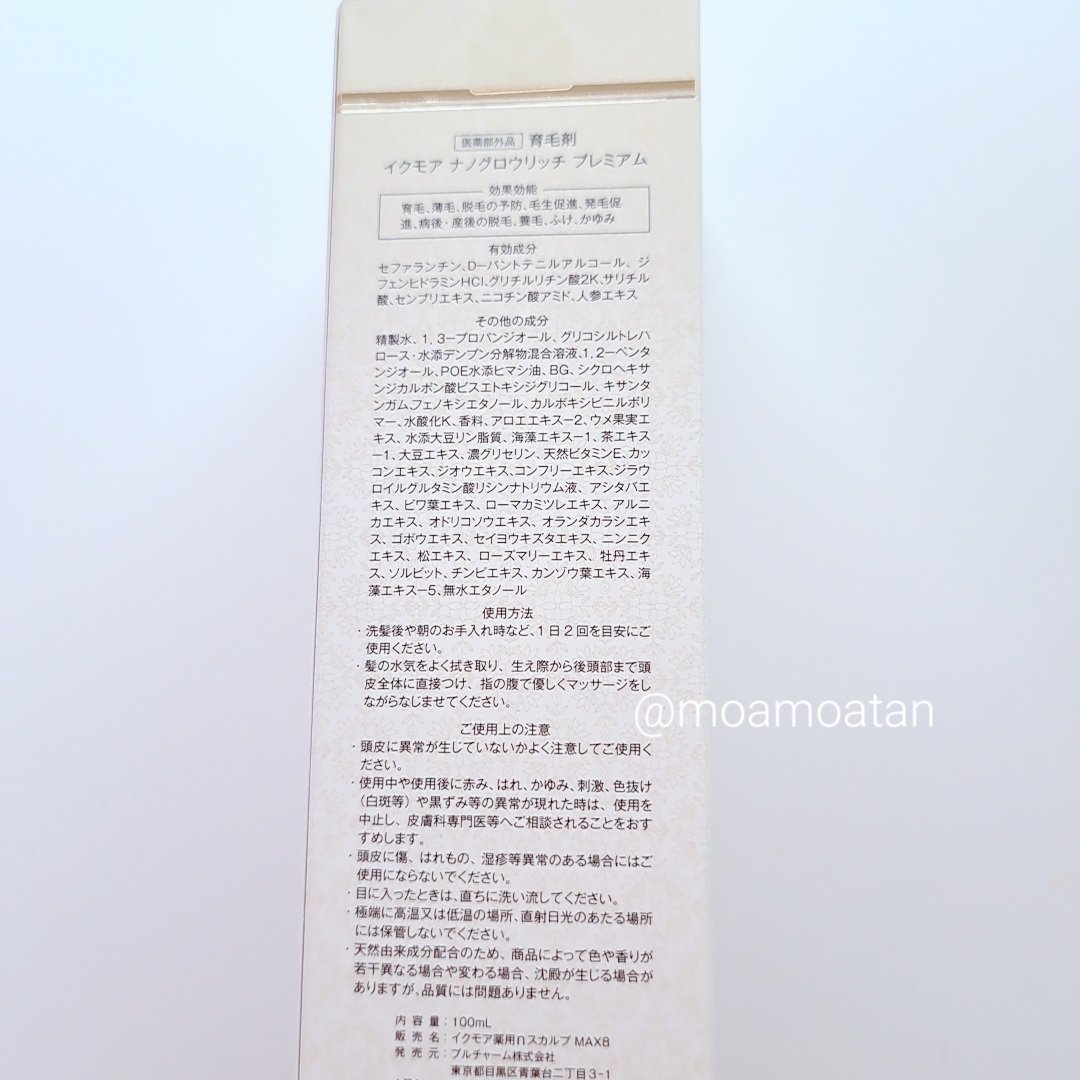 医薬部外品 育毛剤
イクモア ナノグロウリッチ プレミアム
効果効能
育毛、薄毛、脱毛の予防、毛生促進、発毛促
進、病後・産後の脱毛、養毛、ふけ、かゆみ
有効成分
セファランチン、D−パントテニルアルコール、ジ
フェンヒドラミンHCl、グリチルリチン酸2K、サリチル
酸、センブリエキス、ニコチン酸アミド、人参エキス
その他の成分
精製水、1,3−プロパンジオール、グリコシルトレハ
ロース・水添デンプン分解物混合溶液、1,2−ペンタ
ンジオール、POE水添ヒマシ油、BG、シクロヘキサ
ンジカルボン酸ビスエトキシジグリコール、キサンタ
ンガム、フェノキシエタノール、カルボキシビニルポリ
マー、水酸化K、香料、アロエエキス−2、ウメ果実エ
キス、水添大豆リン脂質、海藻エキス−1、茶エキス
−1、大豆エキス、濃グリセリン、天然ビタミンE、カッ
コンエキス、ジオウエキス、コンフリーエキス、ジラウ
ロイルグルタミン酸リシンナトリウム液、アシタバエ
キス、ビワ葉エキス、ローマカミツレエキス、アルニ
カエキス、オドリコソウエキス、オランダカラシエキ
ス、ゴボウエキス、セイヨウキズタエキス、ニンニク
エキス、松エキス、ローズマリーエキス、牡丹エキ
ス、ソルビット、チンピエキス、カンゾウ葉エキス、海
藻エキス−5、無水エタノール
使用方法
・洗髪後や朝のお手入れ時など、1日2回を目安にご
使用ください。
・髪の水気をよく拭き取り、生え際から後頭部まで頭
皮全体に直接つけ、指の腹で優しくマッサージをし
ながらなじませてください。
@moamoatan
ご使用上の注意
・頭皮に異常が生じていないかよく注意してご使用く
ださい。
・使用中や使用後に赤み、はれ、かゆみ、刺激、色抜け
（白斑等）や黒ずみ等の異常が現れた時は、使用を
中止し、皮膚科専門医等へご相談されることをおす
すめします。
・頭皮に傷、はれもの、湿疹等異常のある場合にはご
使用にならないでください。
・目に入ったときは、直ちに洗い流してください。
・極端に高温又は低温の場所、直射日光のあたる場所
には保管しないでください。
・天然由来成分配合のため、商品によって色や香りが
若干異なる場合や変わる場合、沈殿が生じる場合が
ありますが、品質には問題ありません。
内容量：100mL
販売名：イクモア薬用nスカルプMAX8
発売元：プルチャーム株式会社
東京都目黒区青葉台二丁目3-1